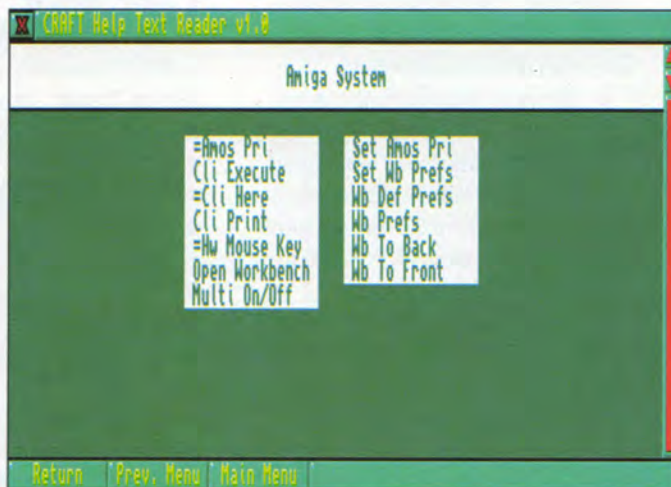 X CRAFT Help Text Reader v1.0
Amiga System
=Amos Pri
Cli Execute
=Cli Here
Cli Print
=Hw Mouse Key
Open Workbench
Multi On/Off
Set Amos Pri
Set Wb Prefs
Wb Def Prefs
Wb Prefs
Wb To Back
Wb To Front
Return Prev. Menu Main Menu